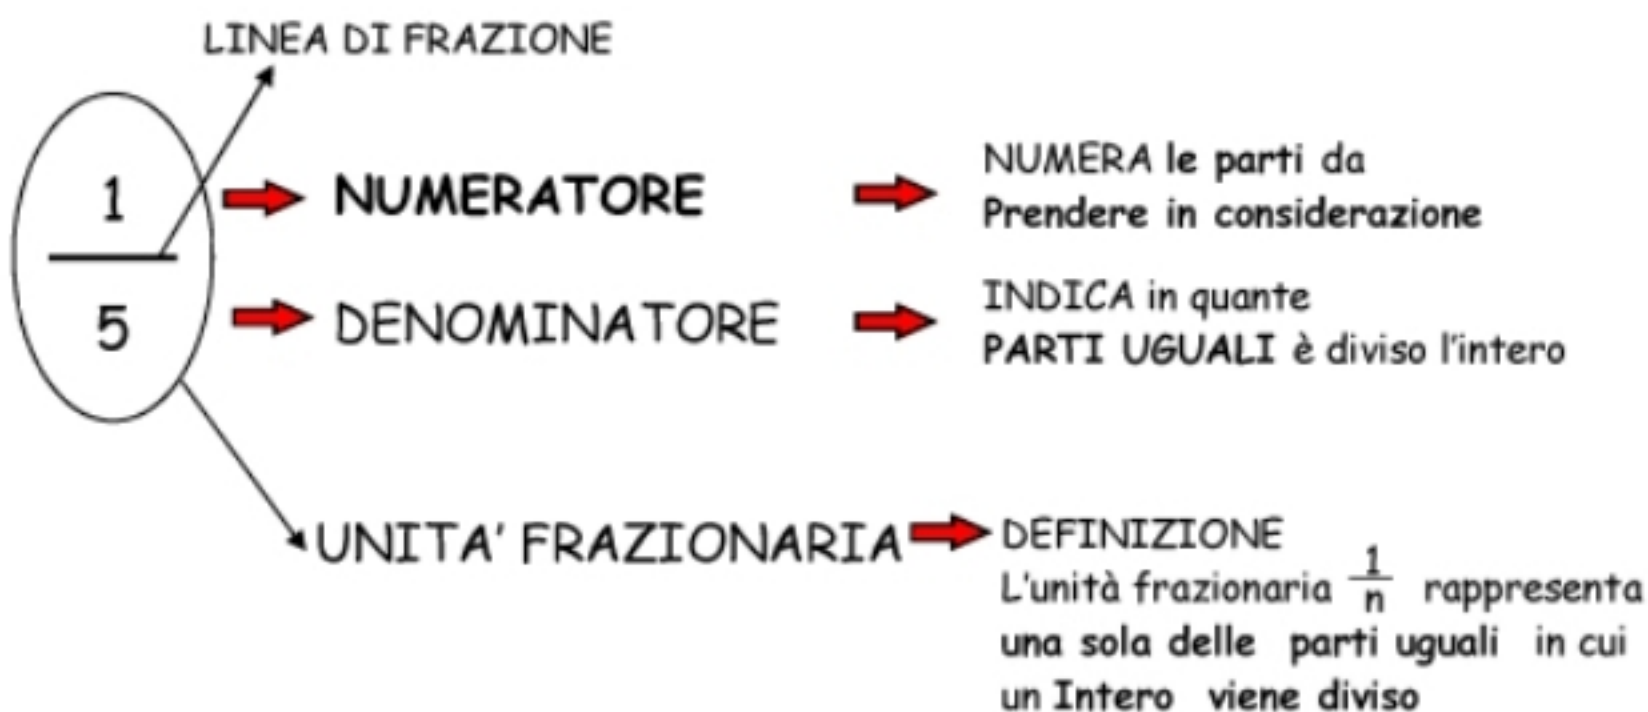 LINEA DI FRAZIONE
1
NUMERATORE
NUMERA le parti da
Prendere in considerazione
5
DENOMINATORE
INDICA in quante
PARTI UGUALI è diviso l'intero
UNITA' FRAZIONARIA
DEFINIZIONE
L'unità frazionaria 1/n rappresenta
una sola delle parti uguali in cui
un Intero viene diviso